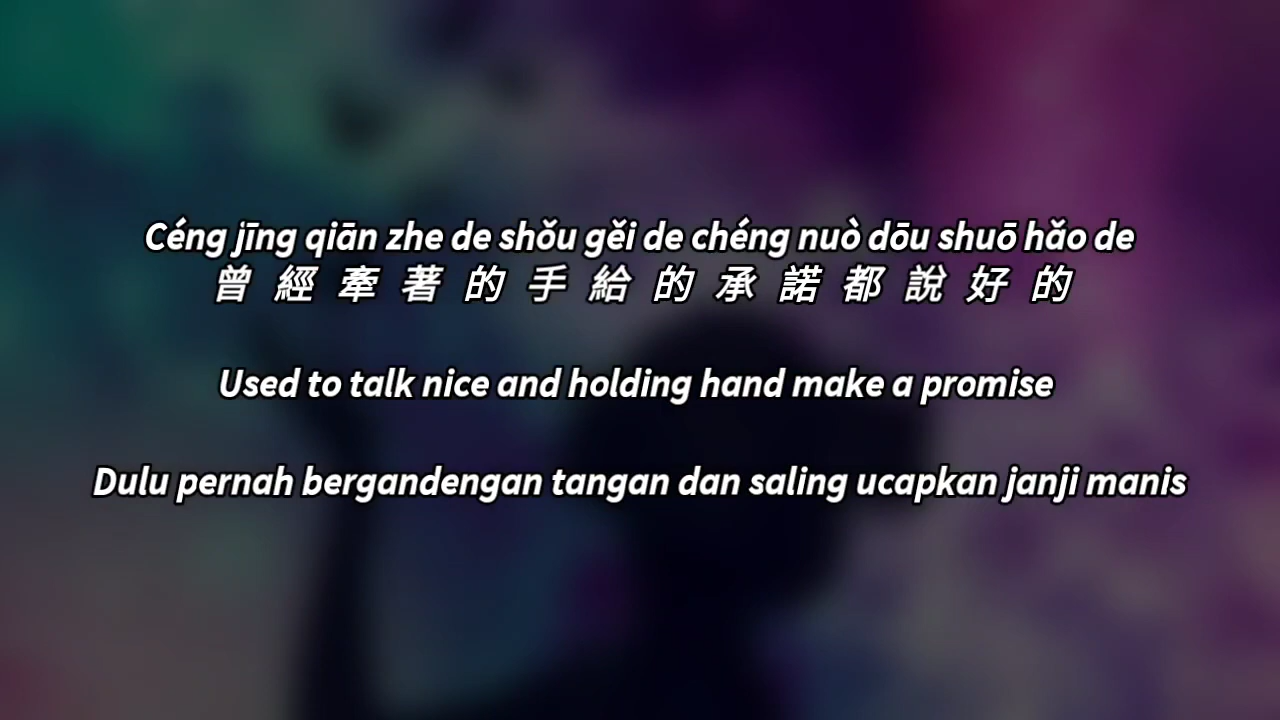 Céng jīng qiān zhe de shǒu gěi de chéng nuò dōu shuō hǎo de
曾 經 牽 著 的 手 給 的 承 諾 都 說 好 的
Used to talk nice and holding hand make a promise
Dulu pernah bergandengan tangan dan saling ucapkan janji manis